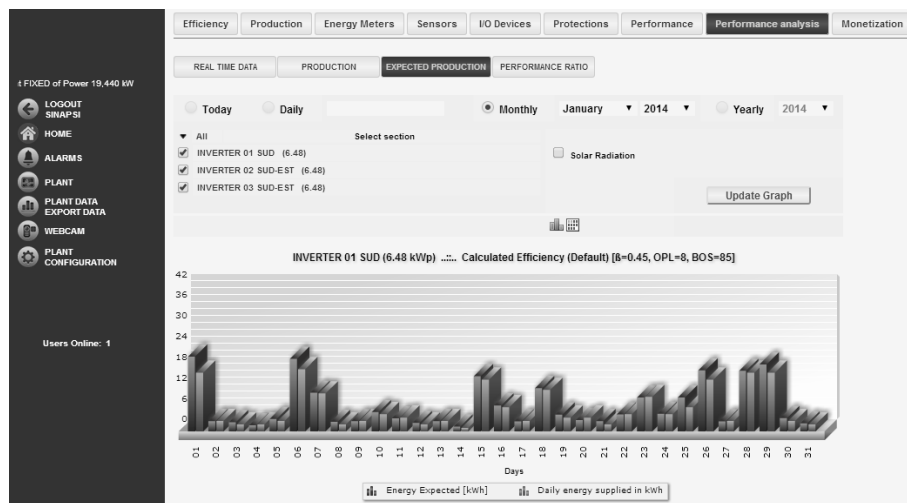 Efficiency Production Energy Meters Sensors I/O Devices Protections Performance Performance analysis Monetization
REAL TIME DATA PRODUCTION EXPECTED PRODUCTION PERFORMANCE RATIO
FIXED of Power 19,440 kW
LOGOUT
SINAPSI
HOME
ALARMS
PLANT
PLANT DATA
EXPORT DATA
WEBCAM
PLANT
CONFIGURATION
Users Online: 1
Today Daily Monthly January 2014 Yearly 2014
All Select section
INVERTER 01 SUD (6.48)
INVERTER 02 SUD-EST (6.48)
INVERTER 03 SUD-EST (6.48)
Solar Radiation
Update Graph
INVERTER 01 SUD (6.48 kWp) ..::.. Calculated Efficiency (Default) [ß=0.45, OPL=8, BOS=85]
42
36
30
24
18
12
6
0
01 02 03 04 05 06 07 08 09 10 11 12 13 14 15 16 17 18 19 20 21 22 23 24 25 26 27 28 29 30 31
Days
Energy Expected [kWh] Daily energy supplied in kWh